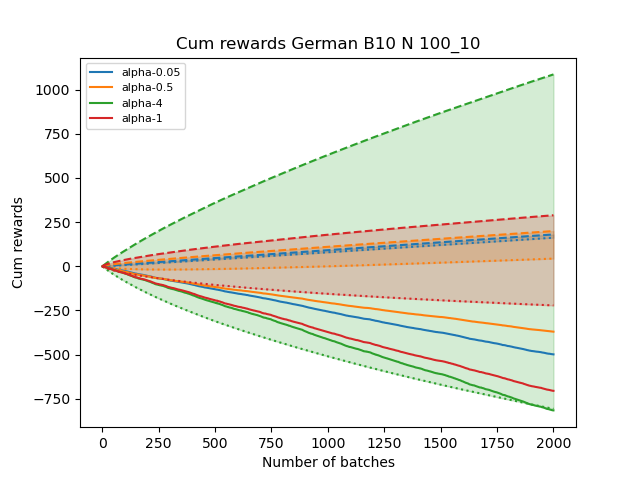 Cum rewards German B10 N 100_10
alpha-0.05
alpha-0.5
alpha-4
alpha-1
1000
750
500
250
0
−250
−500
−750
Cum rewards
0 250 500 750 1000 1250 1500 1750 2000
Number of batches